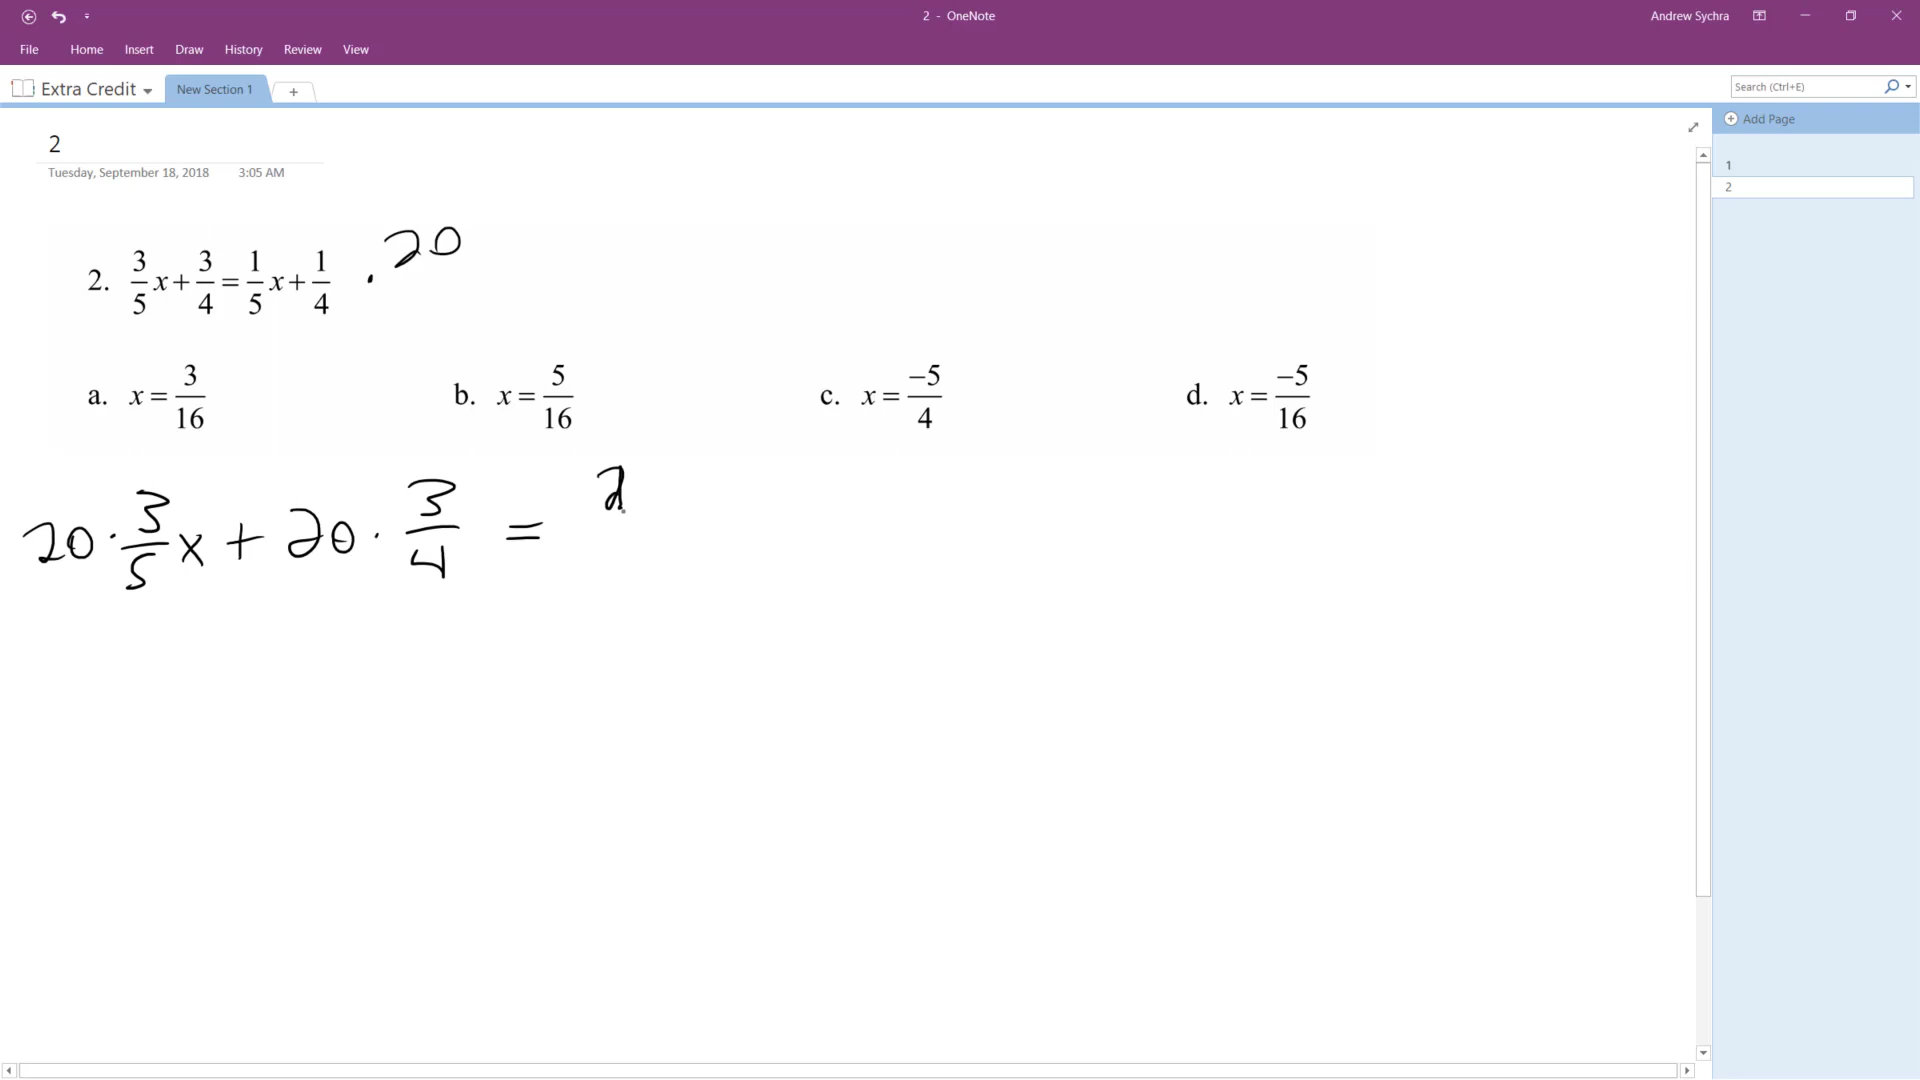 2 - OneNote
Andrew Sychra
File Home Insert Draw History Review View
Extra Credit
New Section 1
+
Search (Ctrl+E)
Add Page
1
2
2
Tuesday, September 18, 2018 3:05 AM
2. 3/5 x + 3/4 = 1/5 x + 1/4 · 20
a. x = 3/16 b. x = 5/16 c. x = -5/4 d. x = -5/16
20 · 3/5 x + 20 · 3/4 = 2